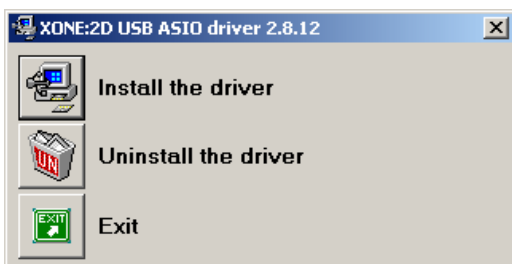 XONE:2D USB ASIO driver 2.8.12
Install the driver
UN
Uninstall the driver
EXIT
Exit